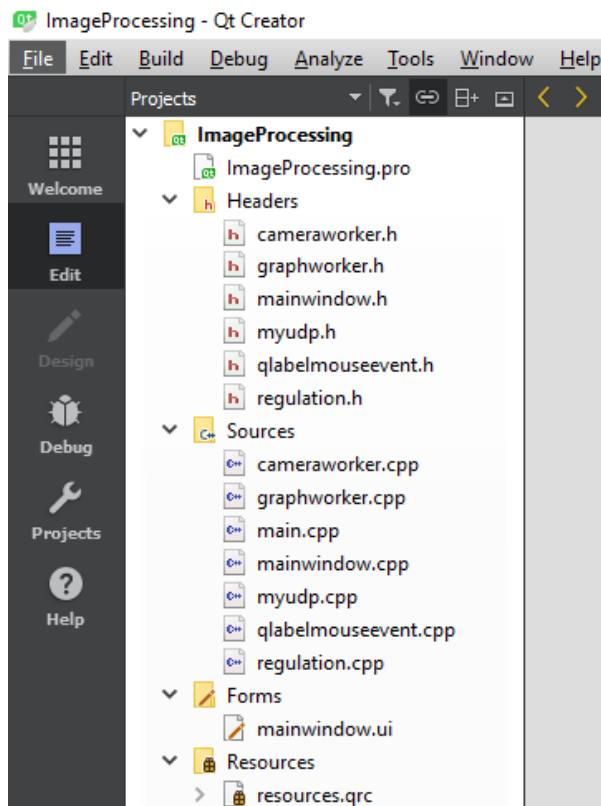 ImageProcessing - Qt Creator
File Edit Build Debug Analyze Tools Window Help
Projects
Welcome
Edit
Design
Debug
Projects
Help
ImageProcessing
ImageProcessing.pro
Headers
cameraworker.h
graphworker.h
mainwindow.h
myudp.h
qlabelmouseevent.h
regulation.h
Sources
cameraworker.cpp
graphworker.cpp
main.cpp
mainwindow.cpp
myudp.cpp
qlabelmouseevent.cpp
regulation.cpp
Forms
mainwindow.ui
Resources
resources.qrc